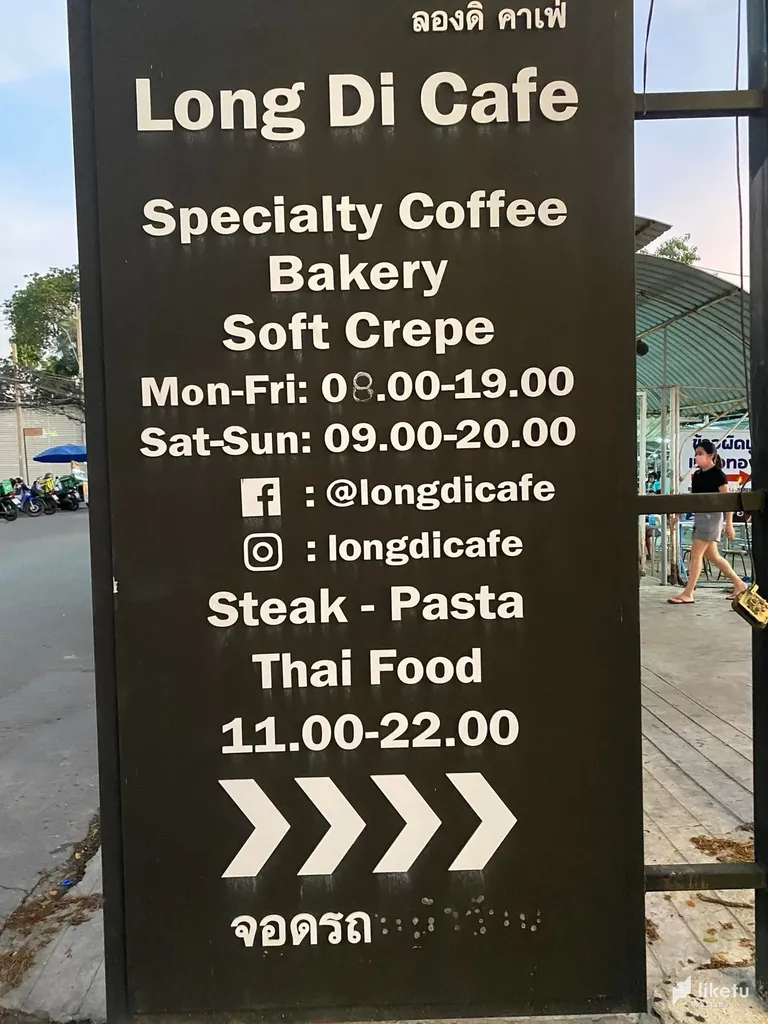 ลองดิ คาเฟ่
Long Di Cafe
Specialty Coffee
Bakery
Soft Crepe
Mon-Fri: 08.00-19.00
Sat-Sun: 09.00-20.00
: @longdicafe
: longdicafe
Steak - Pasta
Thai Food
11.00-22.00
จอดรถ
likefu